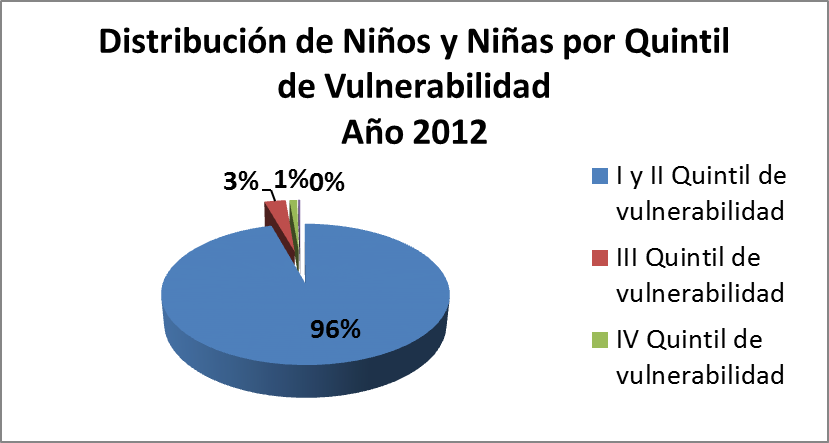 Distribución de Niños y Niñas por Quintil
de Vulnerabilidad
Año 2012
3%
1%
0%
96%
I y II Quintil de
vulnerabilidad
III Quintil de
vulnerabilidad
IV Quintil de
vulnerabilidad